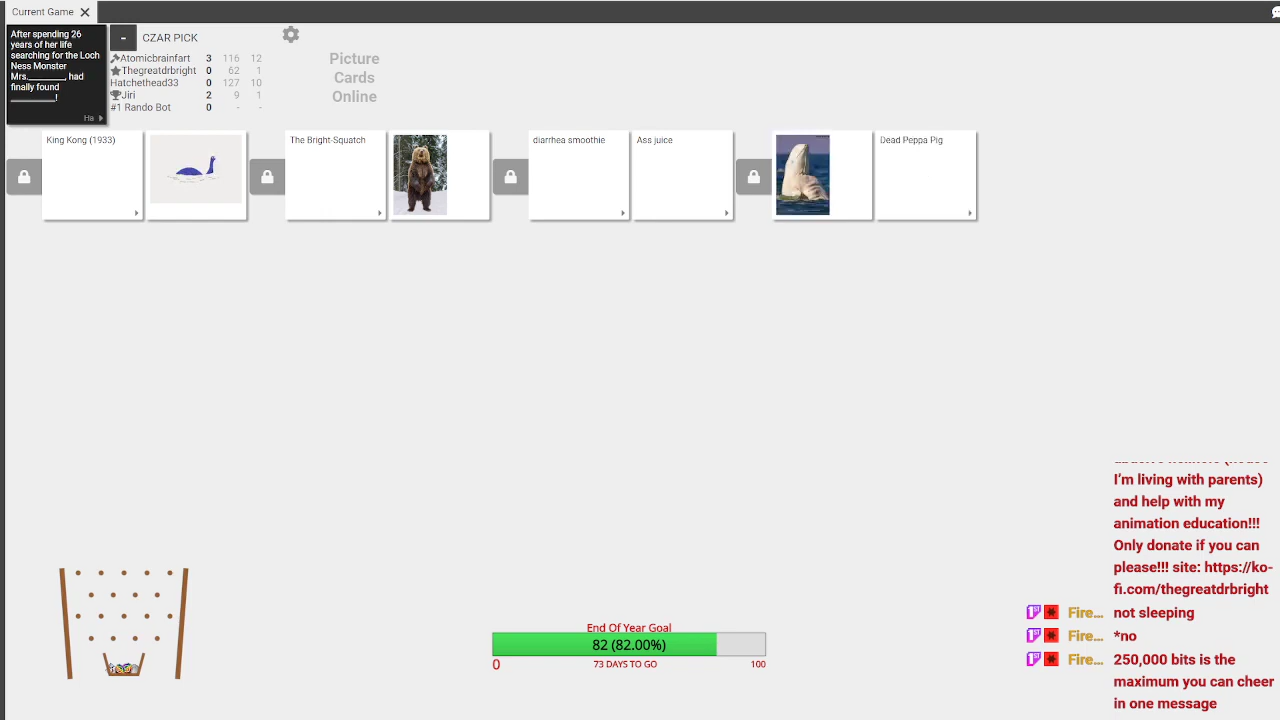 Current Game
After spending 26
years of her life
searching for the Loch
Ness Monster
Mrs.________, had
finally found
__________!
Ha
-
CZAR PICK
Atomicbrainfart 3 116 12
Thegreatdrbright 0 62 1
Hatchethead33 0 127 10
Jiri 2 9 1
#1 Rando Bot 0 - -
Picture
Cards
Online
King Kong (1933)
The Bright-Squatch
diarrhea smoothie
Ass juice
Dead Peppa Pig
I'm living with parents)
and help with my
animation education!!!
Only donate if you can
please!!! site: https://ko-
fi.com/thegreatdrbright
Fire... not sleeping
Fire... *no
Fire... 250,000 bits is the
maximum you can cheer
in one message
End Of Year Goal
82 (82.00%)
0 73 DAYS TO GO 100